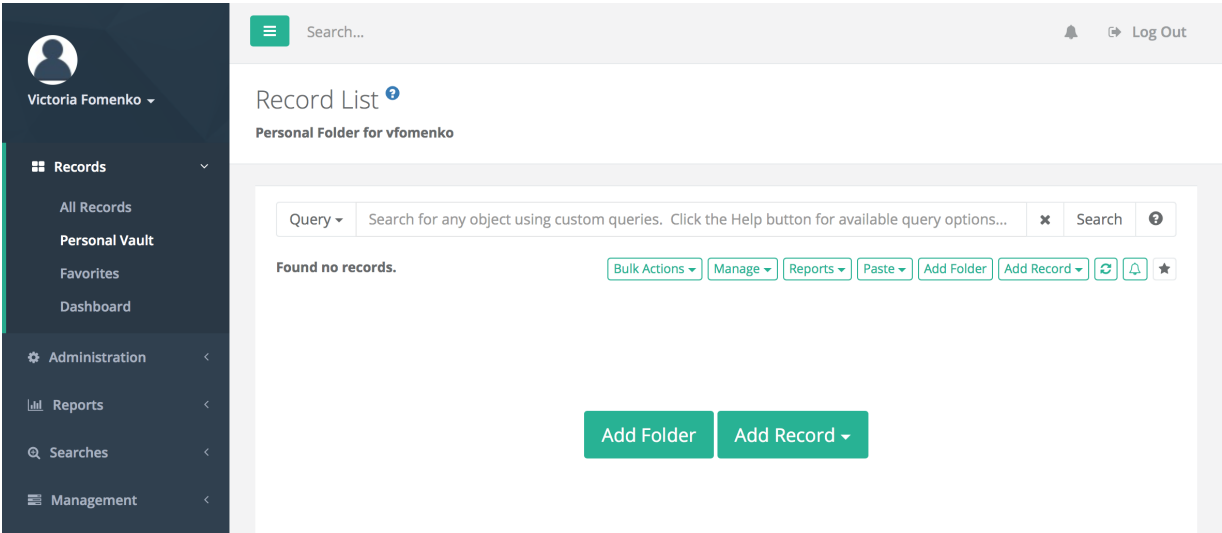 Victoria Fomenko
Records
All Records
Personal Vault
Favorites
Dashboard
Administration
Reports
Searches
Management
Search...
Log Out
Record List
Personal Folder for vfomenko
Query Search for any object using custom queries. Click the Help button for available query options... Search
Found no records. Bulk Actions Manage Reports Paste Add Folder Add Record
Add Folder Add Record